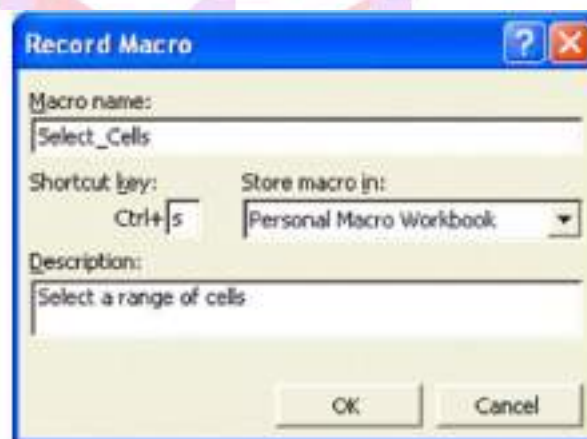 Record Macro
Macro name:
Select_Cells
Shortcut key:
Store macro in:
Ctrl+ s
Personal Macro Workbook
Description:
Select a range of cells
OK
Cancel